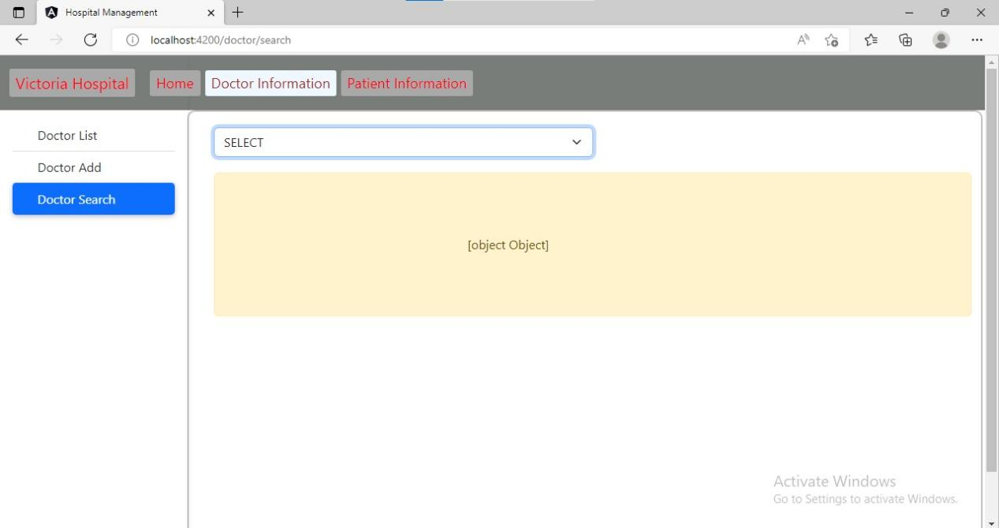 Hospital Management
localhost:4200/doctor/search
Victoria Hospital
Home
Doctor Information
Patient Information
Doctor List
Doctor Add
Doctor Search
SELECT
[object Object]
Activate Windows
Go to Settings to activate Windows.